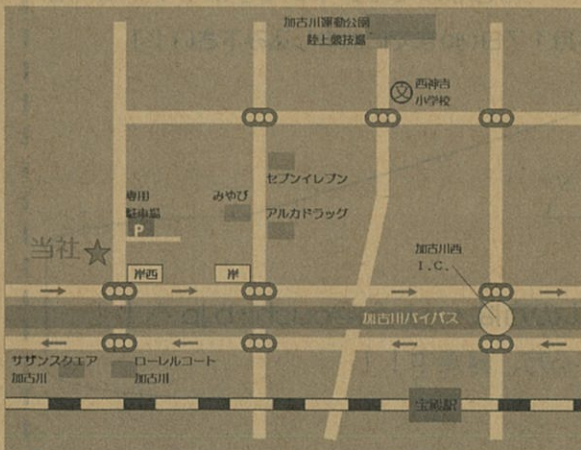 加古川運動公園
陸上競技場
西神吉
小学校
セブンイレブン
専用
駐車場
P
みやび
アルカドラッグ
当社
加古川西
I.C.
岸西
岸
加古川バイパス
サザンスクエア
加古川
ローレルコート
加古川
宝殿駅